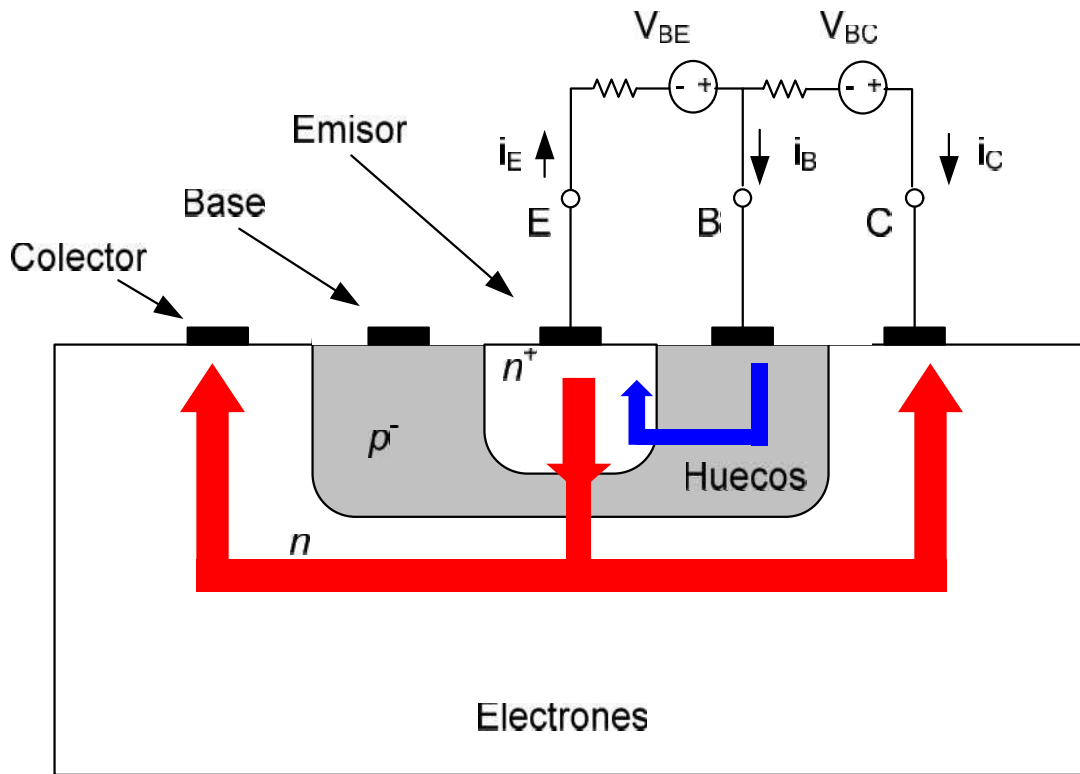 V_BE
V_BC
- +
- +
Emisor
i_E
i_B
i_C
Base
E
B
C
Colector
n⁺
p⁻
Huecos
n
Electrones